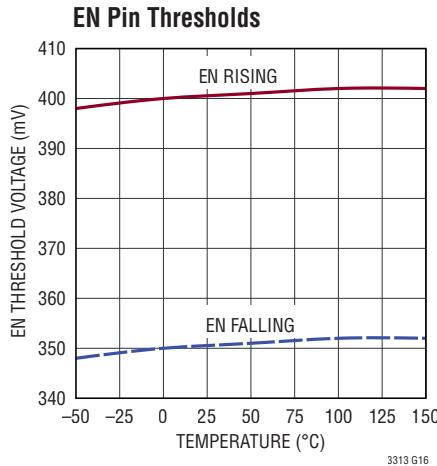 EN Pin Thresholds
410
400
390
380
370
360
350
340
EN THRESHOLD VOLTAGE (mV)
EN RISING
EN FALLING
–50 –25 0 25 50 75 100 125 150
TEMPERATURE (°C)
3313 G16